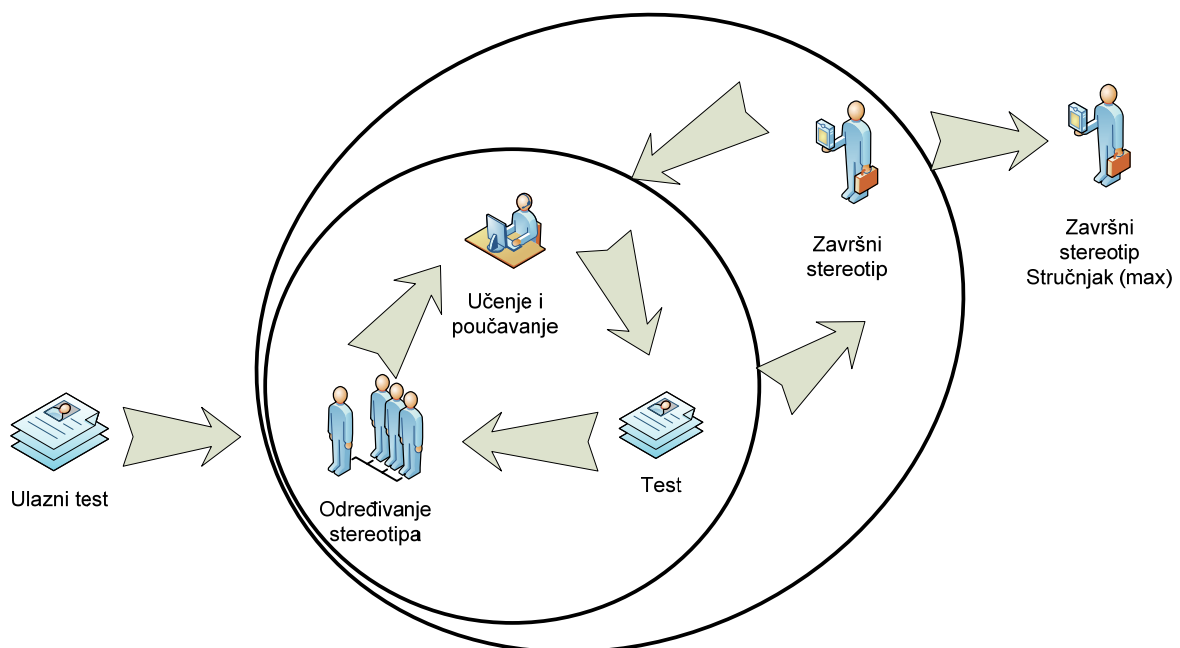 Ulazni test
Određivanje
stereotipa
Učenje i
poučavanje
Test
Završni
stereotip
Završni
stereotip
Stručnjak (max)